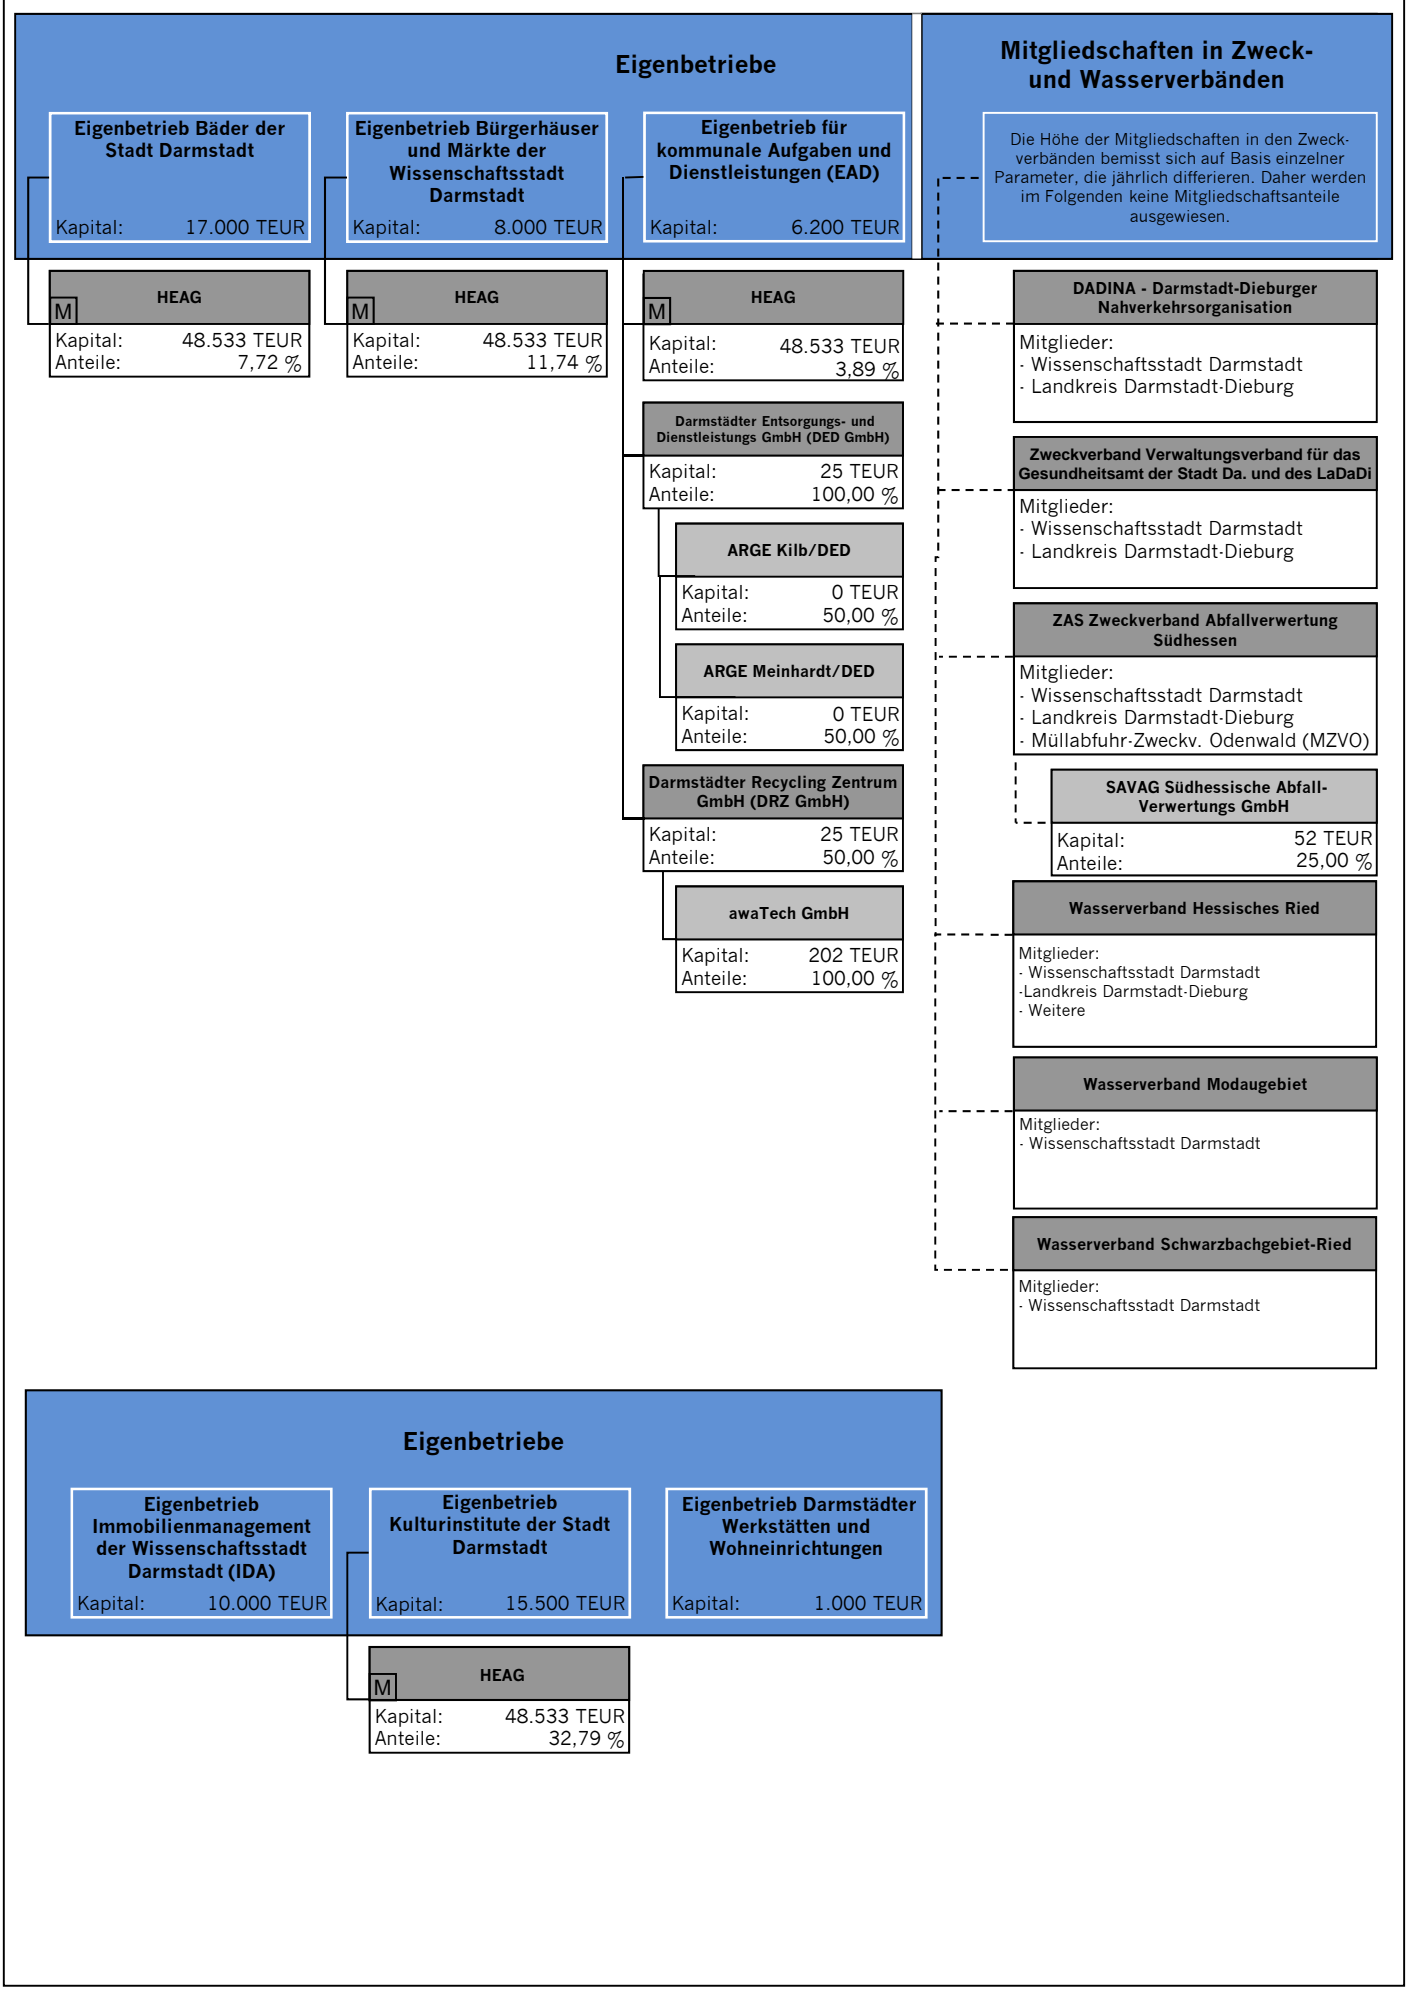 Eigenbetriebe
Eigenbetrieb Bäder der
Stadt Darmstadt
Kapital: 17.000 TEUR
Eigenbetrieb Bürgerhäuser
und Märkte der
Wissenschaftsstadt
Darmstadt
Kapital: 8.000 TEUR
Eigenbetrieb für
kommunale Aufgaben und
Dienstleistungen (EAD)
Kapital: 6.200 TEUR
HEAG
M
Kapital: 48.533 TEUR
Anteile: 7,72 %
HEAG
M
Kapital: 48.533 TEUR
Anteile: 11,74 %
HEAG
M
Kapital: 48.533 TEUR
Anteile: 3,89 %
Darmstädter Entsorgungs- und
Dienstleistungs GmbH (DED GmbH)
Kapital: 25 TEUR
Anteile: 100,00 %
ARGE Kilb/DED
Kapital: 0 TEUR
Anteile: 50,00 %
ARGE Meinhardt/DED
Kapital: 0 TEUR
Anteile: 50,00 %
Darmstädter Recycling Zentrum
GmbH (DRZ GmbH)
Kapital: 25 TEUR
Anteile: 50,00 %
awaTech GmbH
Kapital: 202 TEUR
Anteile: 100,00 %
Mitgliedschaften in Zweck-
und Wasserverbänden
Die Höhe der Mitgliedschaften in den Zweck-
verbänden bemisst sich auf Basis einzelner
Parameter, die jährlich differieren. Daher werden
im Folgenden keine Mitgliedschaftsanteile
ausgewiesen.
DADINA - Darmstadt-Dieburger
Nahverkehrsorganisation
Mitglieder:
- Wissenschaftsstadt Darmstadt
- Landkreis Darmstadt-Dieburg
Zweckverband Verwaltungsverband für das
Gesundheitsamt der Stadt Da. und des LaDaDi
Mitglieder:
- Wissenschaftsstadt Darmstadt
- Landkreis Darmstadt-Dieburg
ZAS Zweckverband Abfallverwertung
Südhessen
Mitglieder:
- Wissenschaftsstadt Darmstadt
- Landkreis Darmstadt-Dieburg
- Müllabfuhr-Zweckv. Odenwald (MZVO)
SAVAG Südhessische Abfall-
Verwertungs GmbH
Kapital: 52 TEUR
Anteile: 25,00 %
Wasserverband Hessisches Ried
Mitglieder:
- Wissenschaftsstadt Darmstadt
-Landkreis Darmstadt-Dieburg
- Weitere
Wasserverband Modaugebiet
Mitglieder:
- Wissenschaftsstadt Darmstadt
Wasserverband Schwarzbachgebiet-Ried
Mitglieder:
- Wissenschaftsstadt Darmstadt
Eigenbetriebe
Eigenbetrieb
Immobilienmanagement
der Wissenschaftsstadt
Darmstadt (IDA)
Kapital: 10.000 TEUR
Eigenbetrieb
Kulturinstitute der Stadt
Darmstadt
Kapital: 15.500 TEUR
Eigenbetrieb Darmstädter
Werkstätten und
Wohneinrichtungen
Kapital: 1.000 TEUR
HEAG
M
Kapital: 48.533 TEUR
Anteile: 32,79 %